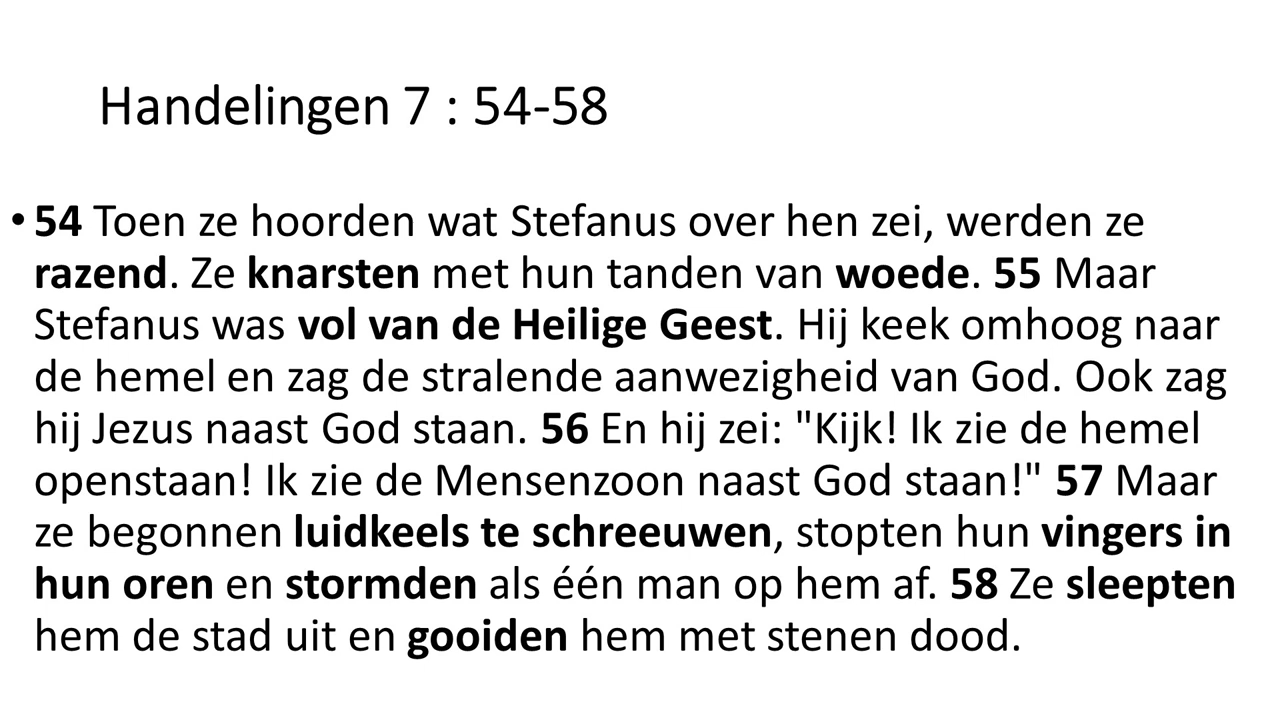 Handelingen 7 : 54-58
• 54 Toen ze hoorden wat Stefanus over hen zei, werden ze
razend. Ze knarsten met hun tanden van woede. 55 Maar
Stefanus was vol van de Heilige Geest. Hij keek omhoog naar
de hemel en zag de stralende aanwezigheid van God. Ook zag
hij Jezus naast God staan. 56 En hij zei: "Kijk! Ik zie de hemel
openstaan! Ik zie de Mensenzoon naast God staan!" 57 Maar
ze begonnen luidkeels te schreeuwen, stopten hun vingers in
hun oren en stormden als één man op hem af. 58 Ze sleepten
hem de stad uit en gooiden hem met stenen dood.